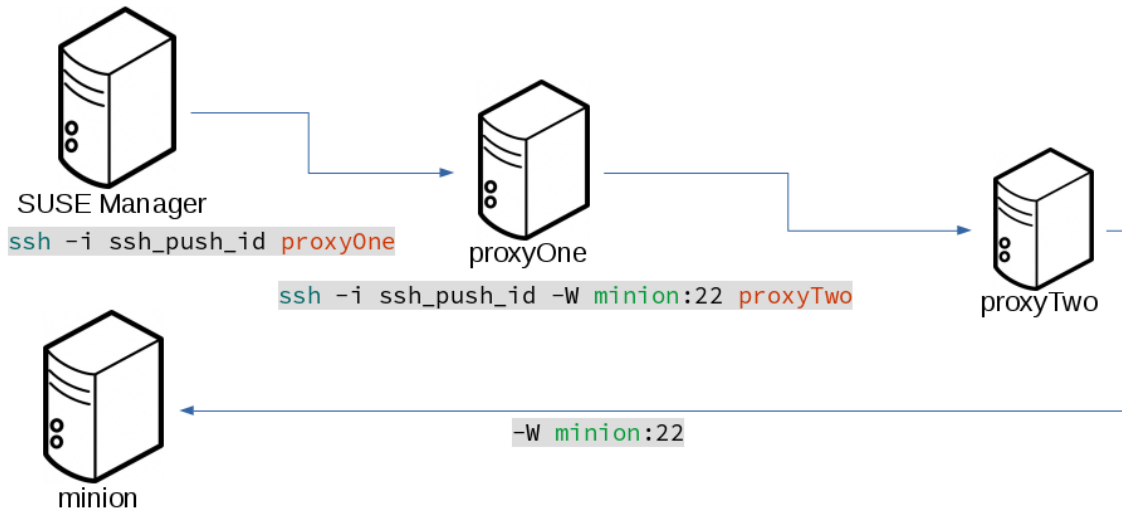 SUSE Manager
ssh -i ssh_push_id proxyOne
proxyOne
ssh -i ssh_push_id -W minion:22 proxyTwo
proxyTwo
-W minion:22
minion